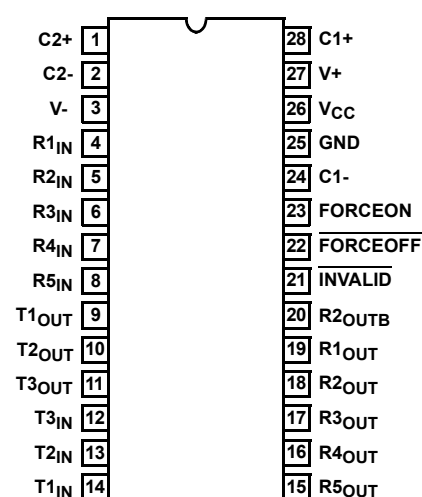 C2+ 1 28 C1+
C2- 2 27 V+
V- 3 26 VCC
R1IN 4 25 GND
R2IN 5 24 C1-
R3IN 6 23 FORCEON
R4IN 7 22 FORCEOFF
R5IN 8 21 INVALID
T1OUT 9 20 R2OUTB
T2OUT 10 19 R1OUT
T3OUT 11 18 R2OUT
T3IN 12 17 R3OUT
T2IN 13 16 R4OUT
T1IN 14 15 R5OUT